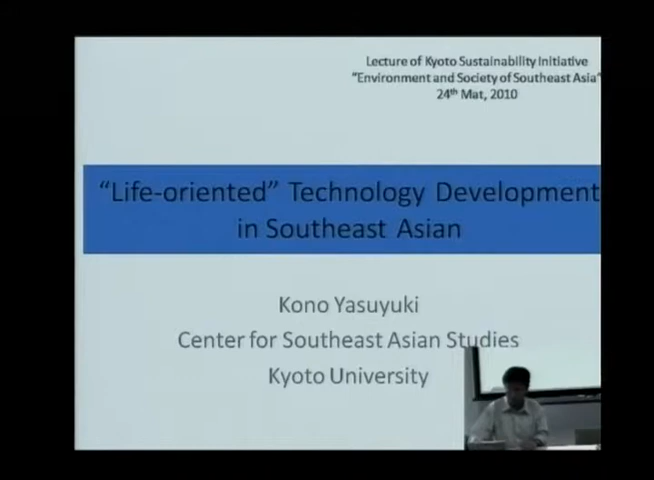 Lecture of Kyoto Sustainability Initiative
"Environment and Society of Southeast Asia"
24th Mat, 2010
"Life-oriented" Technology Development
in Southeast Asian
Kono Yasuyuki
Center for Southeast Asian Studies
Kyoto University